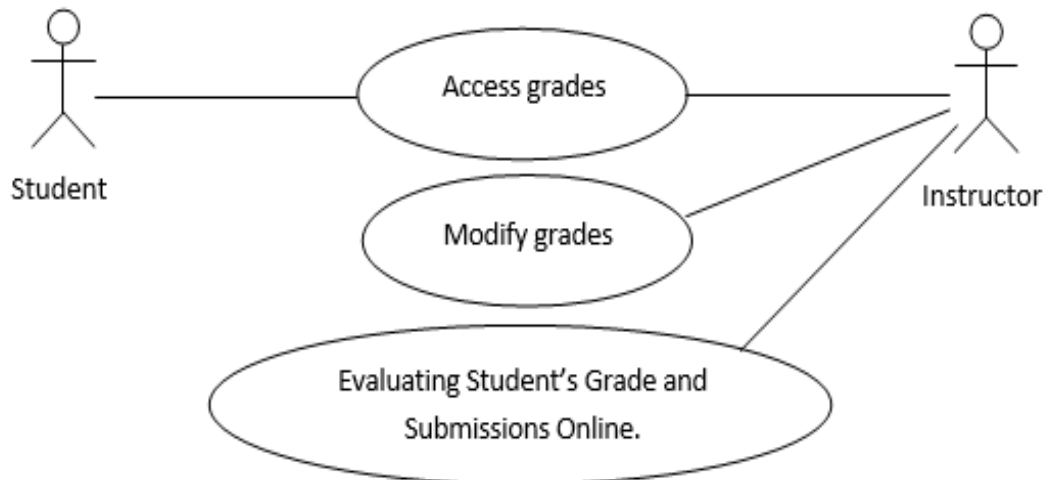 Access grades
Student
Instructor
Modify grades
Evaluating Student’s Grade and
Submissions Online.